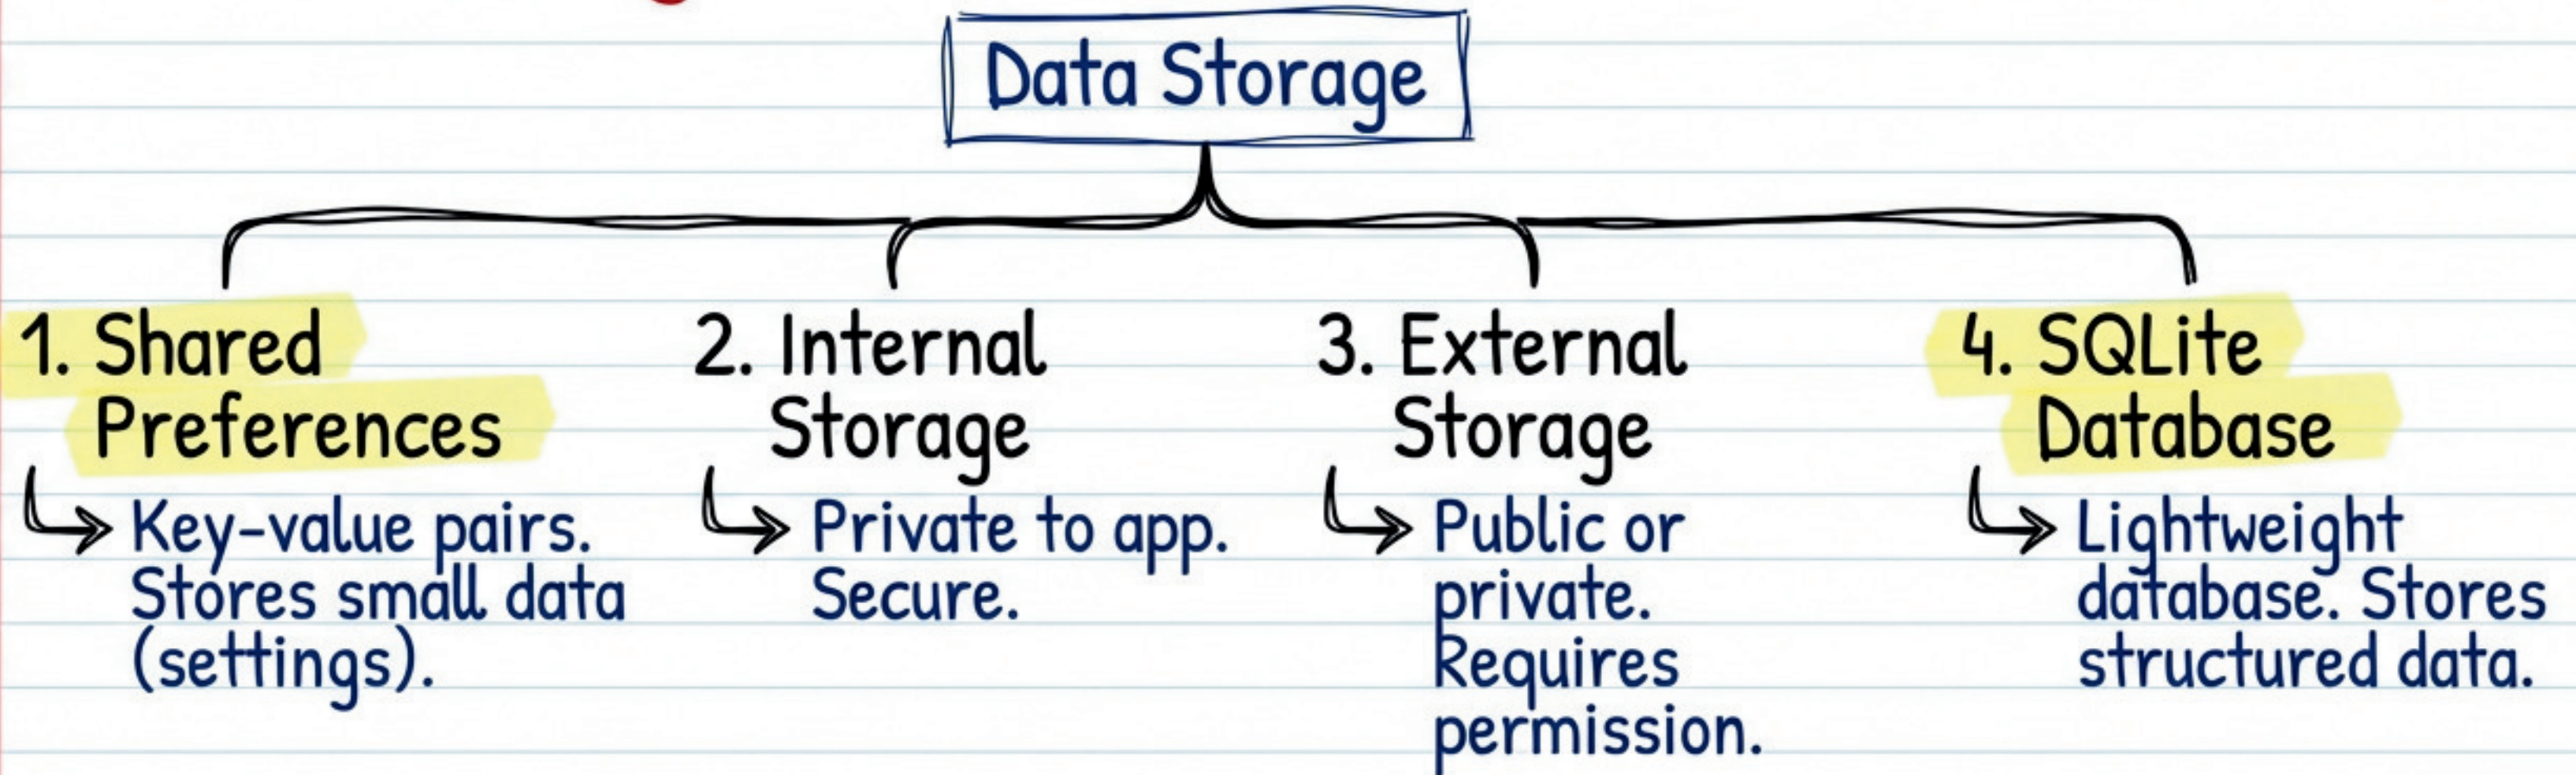 Data Storage
1. Shared
Preferences
Key-value pairs.
Stores small data
(settings).
2. Internal
Storage
Private to app.
Secure.
3. External
Storage
Public or
private.
Requires
permission.
4. SQLite
Database
Lightweight
database. Stores
structured data.